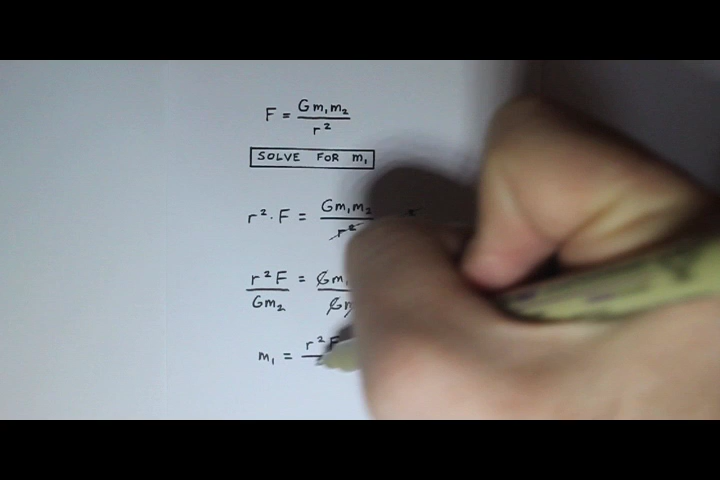 F = Gm₁m₂ / r²
SOLVE FOR m₁
r² · F = Gm₁m₂ / r²
r²F / Gm₂ = Gm₁ / G
m₁ = r²F